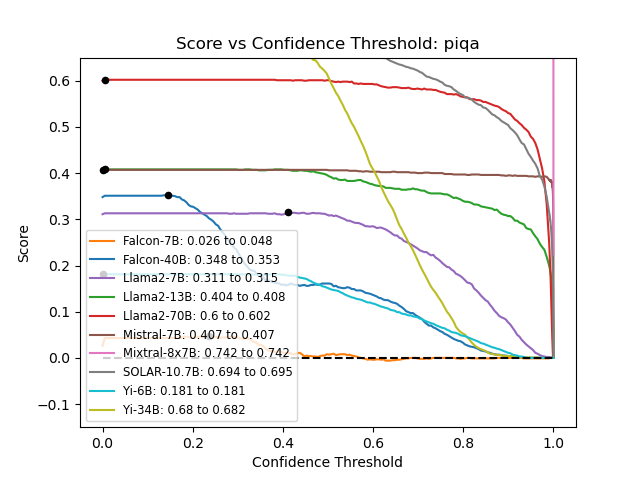 Score vs Confidence Threshold: piqa
Score
0.6
0.5
0.4
0.3
0.2
0.1
0.0
−0.1
Falcon-7B: 0.026 to 0.048
Falcon-40B: 0.348 to 0.353
Llama2-7B: 0.311 to 0.315
Llama2-13B: 0.404 to 0.408
Llama2-70B: 0.6 to 0.602
Mistral-7B: 0.407 to 0.407
Mixtral-8x7B: 0.742 to 0.742
SOLAR-10.7B: 0.694 to 0.695
Yi-6B: 0.181 to 0.181
Yi-34B: 0.68 to 0.682
0.0 0.2 0.4 0.6 0.8 1.0
Confidence Threshold